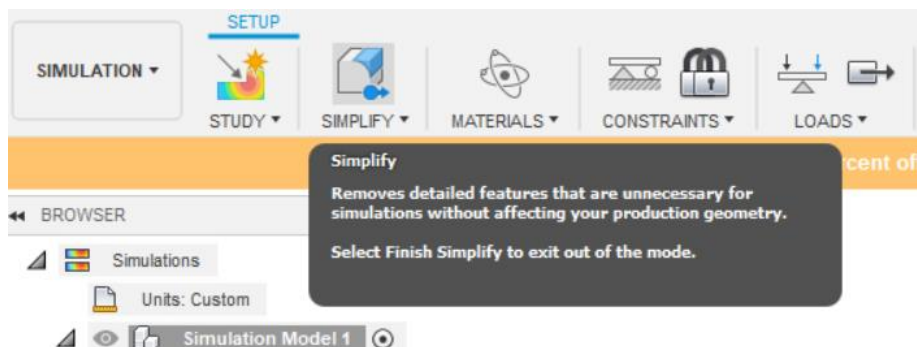 SETUP
SIMULATION
STUDY
SIMPLIFY
MATERIALS
CONSTRAINTS
LOADS
Simplify
cent of
Removes detailed features that are unnecessary for
simulations without affecting your production geometry.
Select Finish Simplify to exit out of the mode.
BROWSER
Simulations
Units: Custom
Simulation Model 1